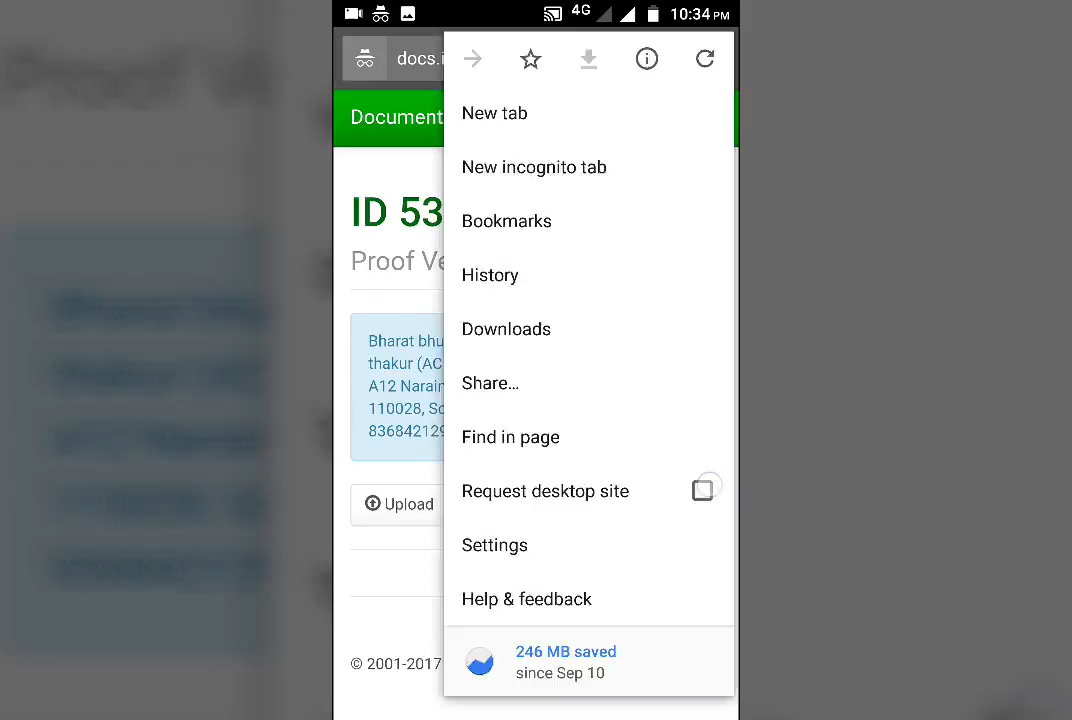 4G 10:34 PM
docs.i
Document
New tab
New incognito tab
ID 53
Bookmarks
Proof Ve
History
Downloads
Bharat bhu
thakur (AC
A12 Narain
110028, So
836842129
Share...
Find in page
Request desktop site
Upload
Settings
Help & feedback
© 2001-2017
246 MB saved
since Sep 10